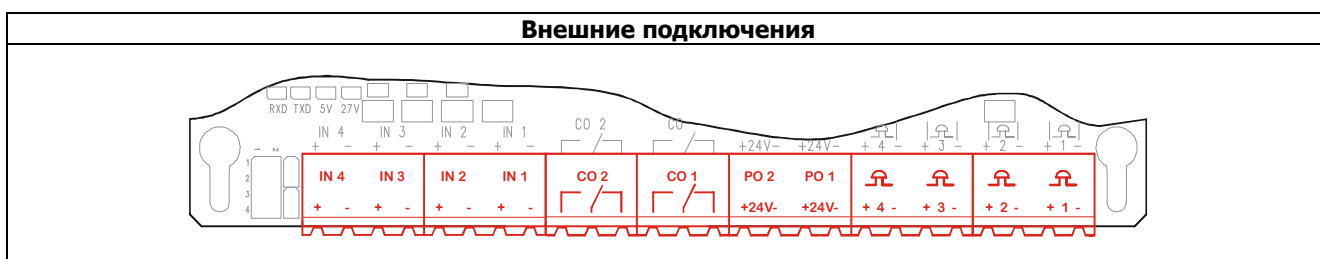 Внешние подключения
RXD TXD 5V 27V
IN 4 IN 3 IN 2 IN 1 CO 2 CO
+ - + - + - + - +24V- +24V- + 4 - + 3 - + 2 - + 1 -
1 2
1
2
3
4
IN 4 IN 3 IN 2 IN 1 CO 2 CO 1 PO 2 PO 1
+ - + - + - + - +24V- +24V- + 4 - + 3 - + 2 - + 1 -